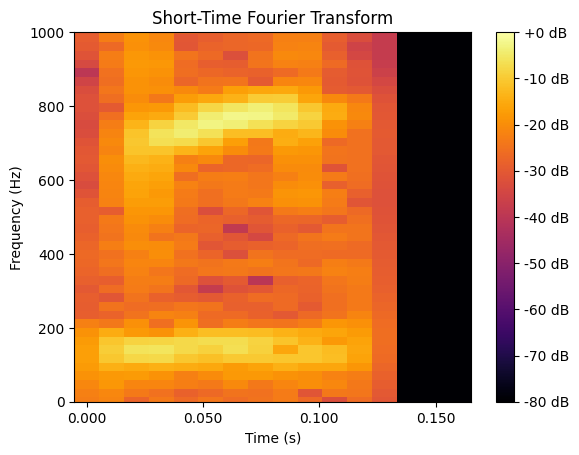 Short-Time Fourier Transform
1000
800
600
400
200
0
Frequency (Hz)
0.000
0.050
0.100
0.150
Time (s)
+0 dB
-10 dB
-20 dB
-30 dB
-40 dB
-50 dB
-60 dB
-70 dB
-80 dB